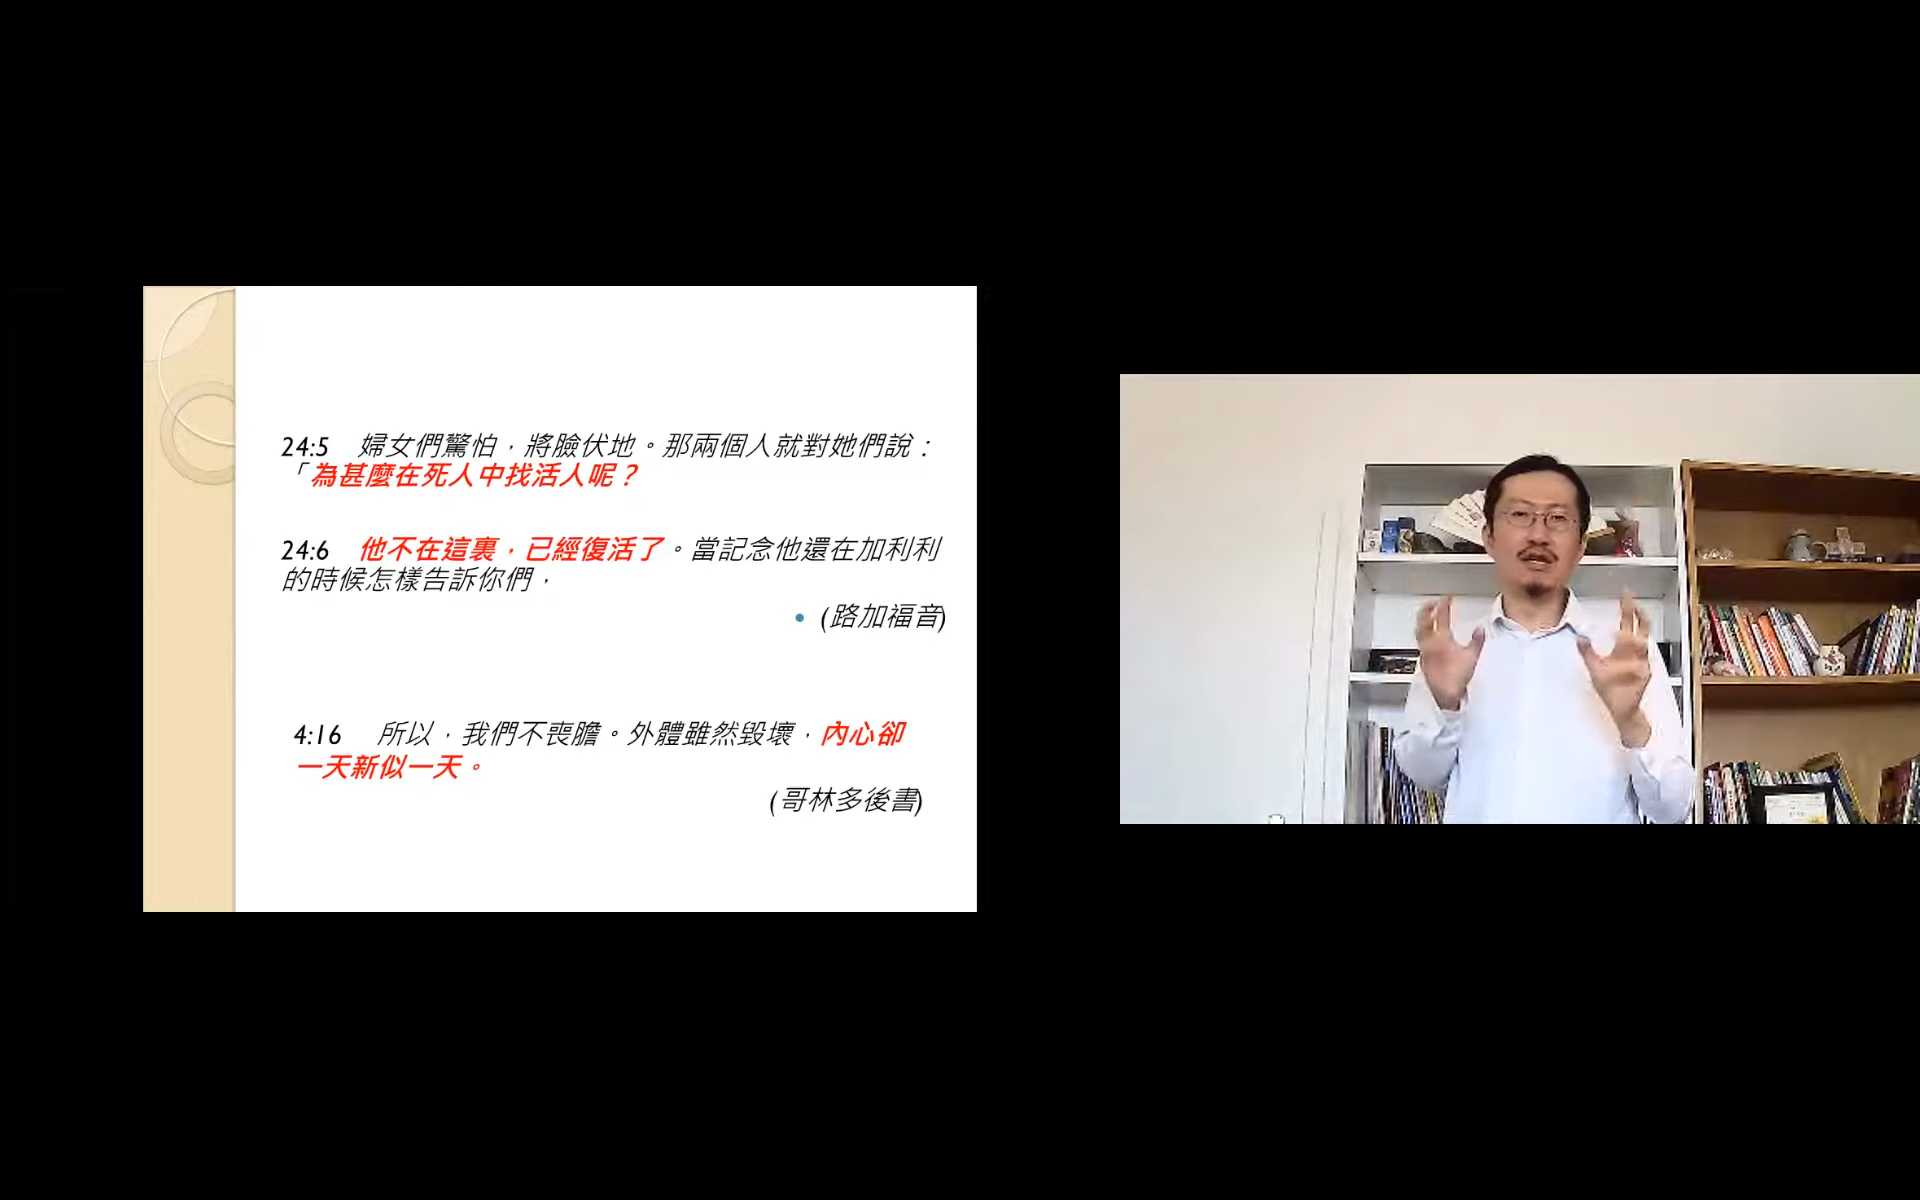 24:5 婦女們驚怕，將臉伏地。那兩個人就對她們說：
「為甚麼在死人中找活人呢？
24:6 他不在這裏，已經復活了。當記念他還在加利利
的時候怎樣告訴你們，
• (路加福音)
4:16 所以，我們不喪膽。外體雖然毀壞，內心卻
一天新似一天。
(哥林多後書)